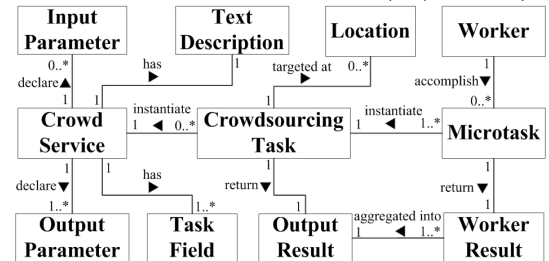 Input
Parameter
Text
Description
Location
Worker
0..*
has
1
targeted at
0..*
1
declare
accomplish
1
1
1
0..*
Crowd
Service
instantiate
1
0..*
Crowdsourcing
Task
instantiate
1
1..*
Microtask
1
1
1
1
declare
has
return
return
1..*
1..*
1
aggregated into
1
Output
Parameter
Task
Field
Output
Result
1
1..*
Worker
Result